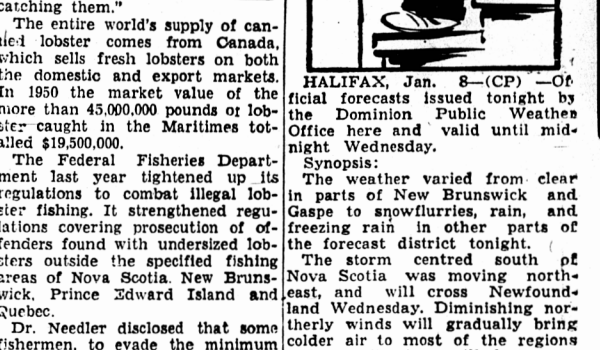 catching them."
The entire world's supply of can-
ned lobster comes from Canada,
which sells fresh lobsters on both
the domestic and export markets.
In 1950 the market value of the
more than 45,000,000 pounds of lob-
ster caught in the Maritimes tot-
alled $19,500,000.
The Federal Fisheries Depart-
ment last year tightened up its
regulations to combat illegal lob-
ster fishing. It strengthened regu-
lations covering prosecution of of-
fenders found with undersized lob-
sters outside the specified fishing
areas of Nova Scotia, New Bruns-
wick, Prince Edward Island and
Quebec.
Dr. Needler disclosed that some
fishermen, to evade the minimum
HALIFAX, Jan. 8—(CP) —Of
ficial forecasts issued tonight by
the Dominion Public Weather
Office here and valid until mid-
night Wednesday.
Synopsis:
The weather varied from clear
in parts of New Brunswick and
Gaspe to snowflurries, rain, and
freezing rain in other parts of
the forecast district tonight.
The storm centred south of
Nova Scotia was moving north-
east, and will cross Newfound-
land Wednesday. Diminishing nor-
therly winds will gradually bring
colder air to most of the regions